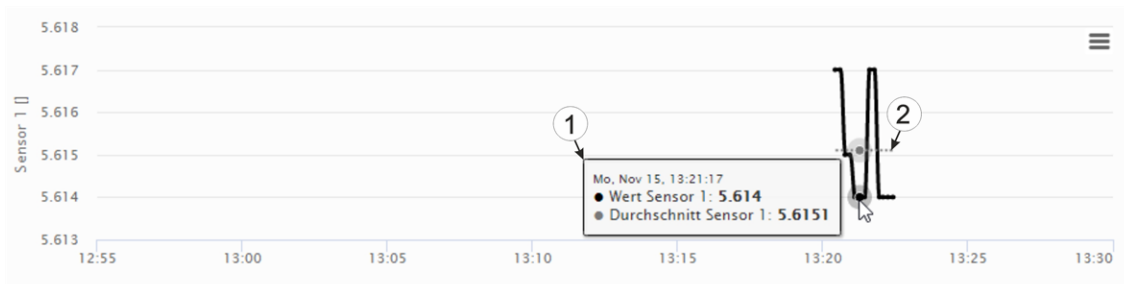 5.618
5.617
5.616
5.615
5.614
5.613
Sensor 1 []
1
2
Mo, Nov 15, 13:21:17
● Wert Sensor 1: 5.614
● Durchschnitt Sensor 1: 5.6151
12:55 13:00 13:05 13:10 13:15 13:20 13:25 13:30